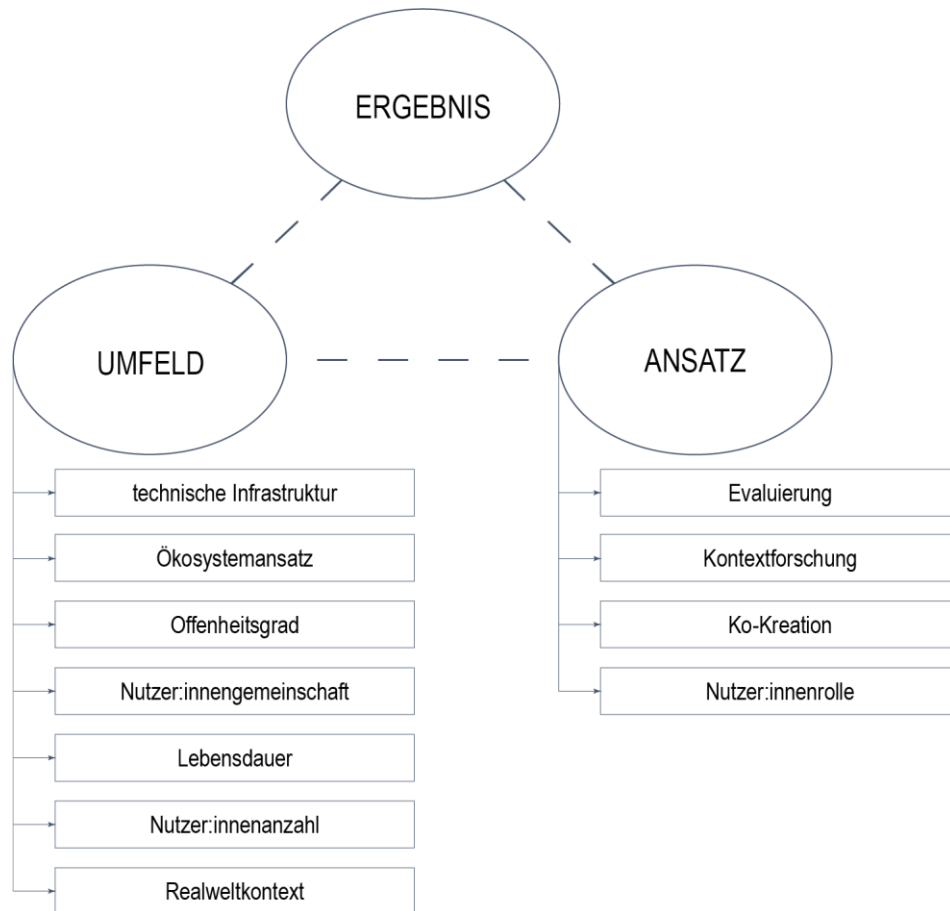 ERGEBNIS
UMFELD
ANSATZ
technische Infrastruktur
Ökosystemansatz
Offenheitsgrad
Nutzer:innengemeinschaft
Lebensdauer
Nutzer:innenanzahl
Realweltkontext
Evaluierung
Kontextforschung
Ko-Kreation
Nutzer:innenrolle